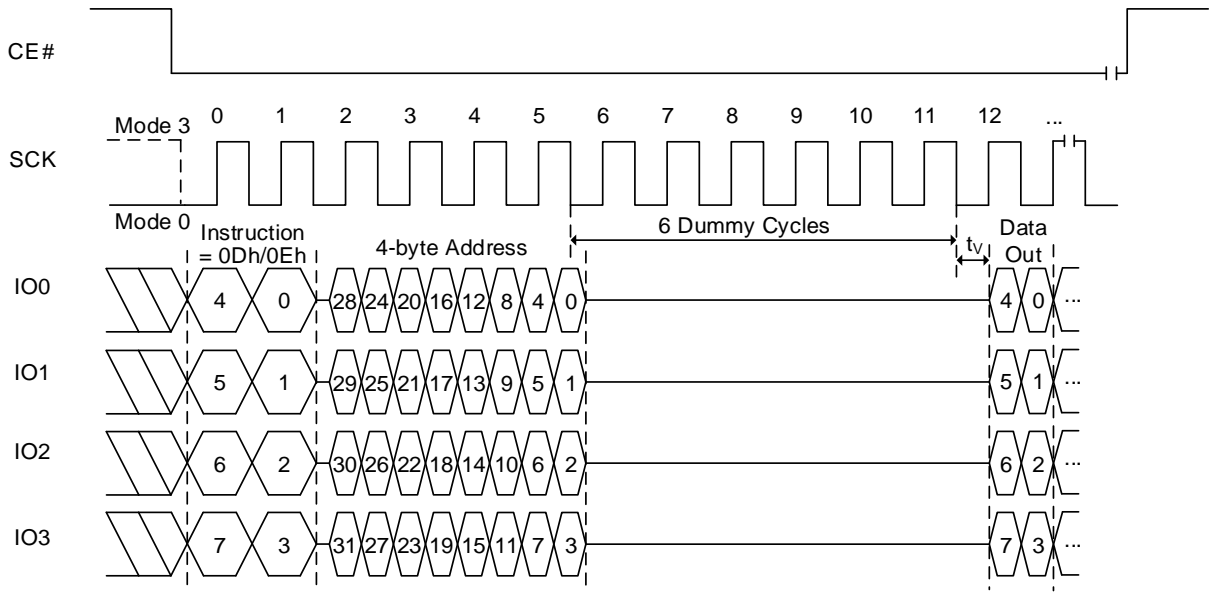 CE#
0 1 2 3 4 5 6 7 8 9 10 11 12 ...
Mode 3
SCK
Mode 0
Instruction
= 0Dh/0Eh
4-byte Address
6 Dummy Cycles
tV
Data
Out
IO0 4 0 28 24 20 16 12 8 4 0 4 0 ...
IO1 5 1 29 25 21 17 13 9 5 1 5 1 ...
IO2 6 2 30 26 22 18 14 10 6 2 6 2 ...
IO3 7 3 31 27 23 19 15 11 7 3 7 3 ...